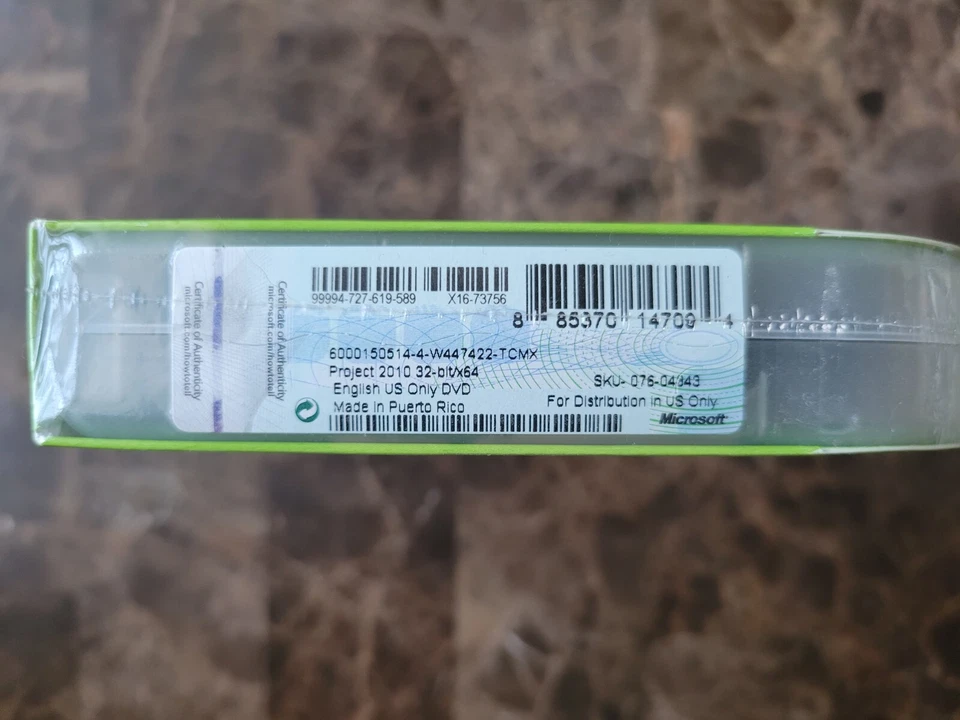 Certificate of Authenticity
microsoft.com/howtotell
Certificate of Authenticity
microsoft.com/howtotell
99994-727-619-589 X16-73756
8 85370 14709 4
6000150514-4-W447422-TCMX
Project 2010 32-bit/x64
English US Only DVD
SKU- 076-04343
Made in Puerto Rico
For Distribution in US Only
Microsoft